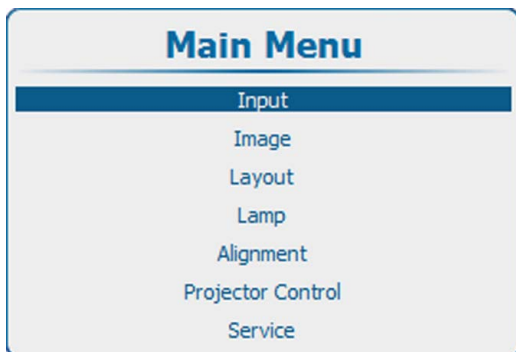 Main Menu
Input
Image
Layout
Lamp
Alignment
Projector Control
Service